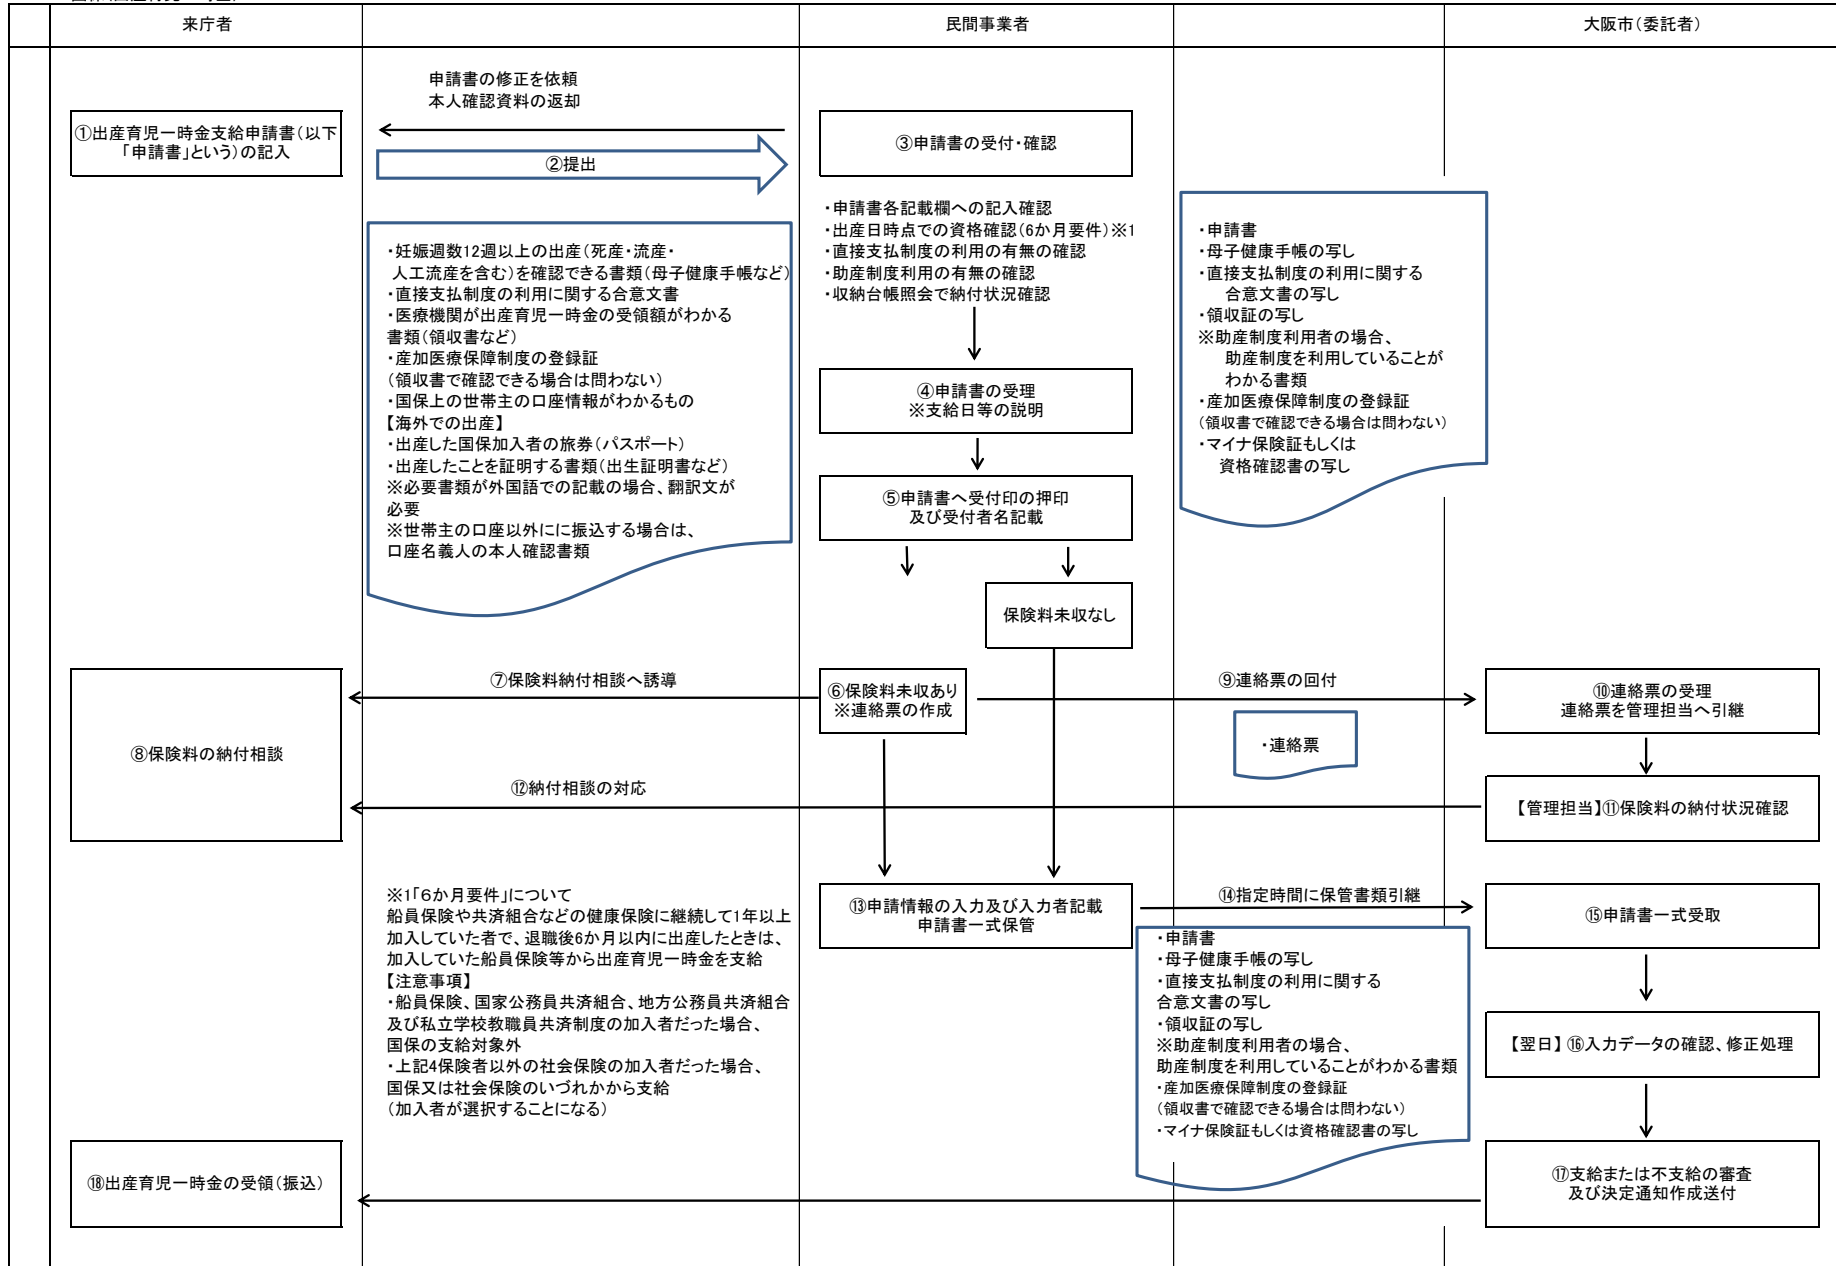 来庁者
民間事業者
大阪市（委託者）
申請書の修正を依頼
本人確認資料の返却
①出産育児一時金支給申請書（以下
「申請書」という）の記入
②提出
③申請書の受付・確認
・妊娠週数12週以上の出産（死産・流産・
人工流産を含む）を確認できる書類（母子健康手帳など）
・直接支払制度の利用に関する合意文書
・医療機関が出産育児一時金の受領額がわかる
書類（領収書など）
・産加医療保障制度の登録証
（領収書で確認できる場合は問わない）
・国保上の世帯主の口座情報がわかるもの
【海外での出産】
・出産した国保加入者の旅券（パスポート）
・出産したことを証明する書類（出生証明書など）
※必要書類が外国語での記載の場合、翻訳文が
必要
※世帯主の口座以外にに振込する場合は、
口座名義人の本人確認書類
・申請書各記載欄への記入確認
・出産日時点での資格確認（6か月要件）※1
・直接支払制度の利用の有無の確認
・助産制度利用の有無の確認
・収納台帳照会で納付状況確認
・申請書
・母子健康手帳の写し
・直接支払制度の利用に関する
合意文書の写し
・領収証の写し
※助産制度利用者の場合、
助産制度を利用していることが
わかる書類
・産加医療保障制度の登録証
（領収書で確認できる場合は問わない）
・マイナ保険証もしくは
資格確認書の写し
④申請書の受理
※支給日等の説明
⑤申請書へ受付印の押印
及び受付者名記載
保険料未収なし
⑦保険料納付相談へ誘導
⑥保険料未収あり
※連絡票の作成
⑨連絡票の回付
⑩連絡票の受理
連絡票を管理担当へ引継
・連絡票
⑧保険料の納付相談
⑫納付相談の対応
【管理担当】⑪保険料の納付状況確認
※1「６か月要件」について
船員保険や共済組合などの健康保険に継続して1年以上
加入していた者で、退職後6か月以内に出産したときは、
加入していた船員保険等から出産育児一時金を支給
【注意事項】
・船員保険、国家公務員共済組合、地方公務員共済組合
及び私立学校教職員共済制度の加入者だった場合、
国保の支給対象外
・上記4保険者以外の社会保険の加入者だった場合、
国保又は社会保険のいづれかから支給
（加入者が選択することになる）
⑬申請情報の入力及び入力者記載
申請書一式保管
⑭指定時間に保管書類引継
⑮申請書一式受取
・申請書
・母子健康手帳の写し
・直接支払制度の利用に関する
合意文書の写し
・領収証の写し
※助産制度利用者の場合、
助産制度を利用していることがわかる書類
・産加医療保障制度の登録証
（領収書で確認できる場合は問わない）
・マイナ保険証もしくは資格確認書の写し
【翌日】⑯入力データの確認、修正処理
⑱出産育児一時金の受領（振込）
⑰支給または不支給の審査
及び決定通知作成送付